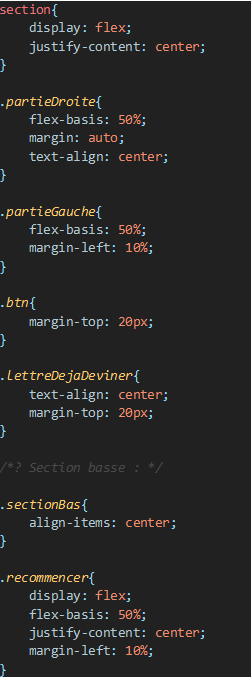 section{
    display: flex;
    justify-content: center;
}

.partieDroite{
    flex-basis: 50%;
    margin: auto;
    text-align: center;
}

.partieGauche{
    flex-basis: 50%;
    margin-left: 10%;
}

.btn{
    margin-top: 20px;
}

.lettreDejaDeviner{
    text-align: center;
    margin-top: 20px;
}

/*? Section basse : */

.sectionBas{
    align-items: center;
}

.recommencer{
    display: flex;
    flex-basis: 50%;
    justify-content: center;
    margin-left: 10%;
}